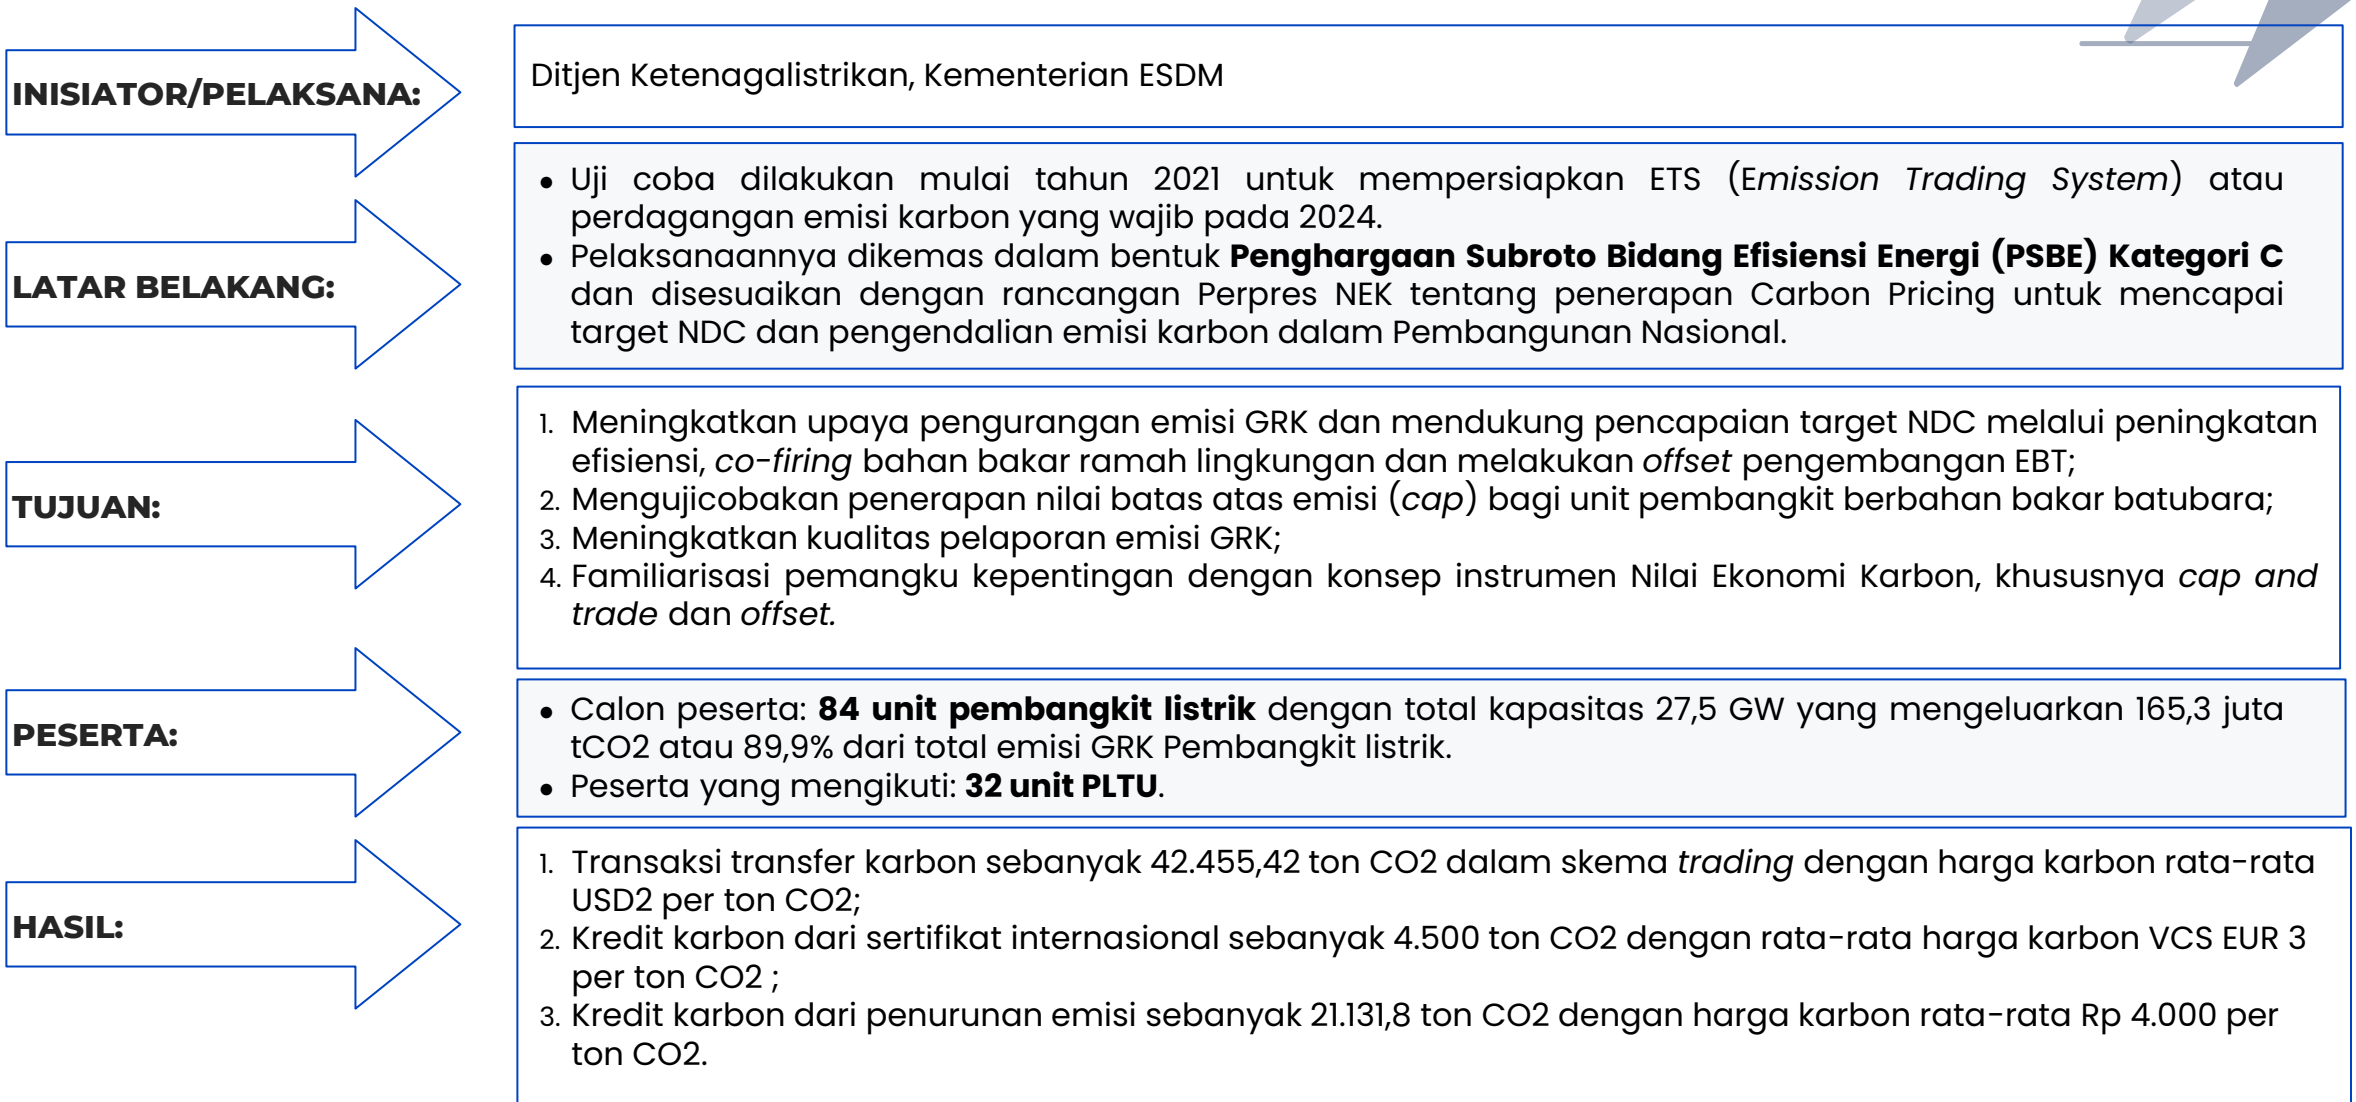 INISIATOR/PELAKSANA:
Ditjen Ketenagalistrikan, Kementerian ESDM
LATAR BELAKANG:
• Uji coba dilakukan mulai tahun 2021 untuk mempersiapkan ETS (Emission Trading System) atau
perdagangan emisi karbon yang wajib pada 2024.
• Pelaksanaannya dikemas dalam bentuk Penghargaan Subroto Bidang Efisiensi Energi (PSBE) Kategori C
dan disesuaikan dengan rancangan Perpres NEK tentang penerapan Carbon Pricing untuk mencapai
target NDC dan pengendalian emisi karbon dalam Pembangunan Nasional.
TUJUAN:
1. Meningkatkan upaya pengurangan emisi GRK dan mendukung pencapaian target NDC melalui peningkatan
efisiensi, co-firing bahan bakar ramah lingkungan dan melakukan offset pengembangan EBT;
2. Mengujicobakan penerapan nilai batas atas emisi (cap) bagi unit pembangkit berbahan bakar batubara;
3. Meningkatkan kualitas pelaporan emisi GRK;
4. Familiarisasi pemangku kepentingan dengan konsep instrumen Nilai Ekonomi Karbon, khususnya cap and
trade dan offset.
PESERTA:
• Calon peserta: 84 unit pembangkit listrik dengan total kapasitas 27,5 GW yang mengeluarkan 165,3 juta
tCO2 atau 89,9% dari total emisi GRK Pembangkit listrik.
• Peserta yang mengikuti: 32 unit PLTU.
HASIL:
1. Transaksi transfer karbon sebanyak 42.455,42 ton CO2 dalam skema trading dengan harga karbon rata-rata
USD2 per ton CO2;
2. Kredit karbon dari sertifikat internasional sebanyak 4.500 ton CO2 dengan rata-rata harga karbon VCS EUR 3
per ton CO2 ;
3. Kredit karbon dari penurunan emisi sebanyak 21.131,8 ton CO2 dengan harga karbon rata-rata Rp 4.000 per
ton CO2.